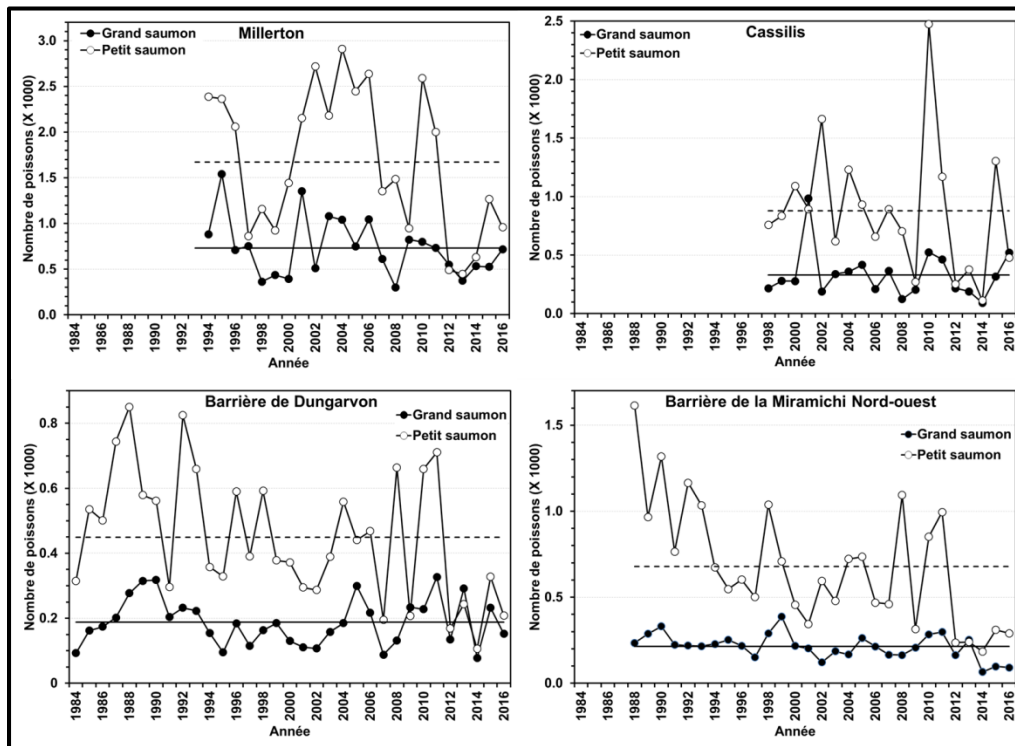 Millerton
Grand saumon
Petit saumon
Nombre de poissons (X 1000)
3.0
2.5
2.0
1.5
1.0
0.5
0.0
1984 1986 1988 1990 1992 1994 1996 1998 2000 2002 2004 2006 2008 2010 2012 2014 2016
Année
Cassilis
Grand saumon
Petit saumon
Nombre de poissons (X 1000)
2.5
2.0
1.5
1.0
0.5
0.0
1984 1986 1988 1990 1992 1994 1996 1998 2000 2002 2004 2006 2008 2010 2012 2014 2016
Année
Barrière de Dungarvon
Grand saumon
Petit saumon
Nombre de poissons (X 1000)
0.8
0.6
0.4
0.2
0
1984 1986 1988 1990 1992 1994 1996 1998 2000 2002 2004 2006 2008 2010 2012 2014 2016
Année
Barrière de la Miramichi Nord-ouest
Grand saumon
Petit saumon
Nombre de poissons (X 1000)
1.5
1.0
0.5
0.0
1984 1986 1988 1990 1992 1994 1996 1998 2000 2002 2004 2006 2008 2010 2012 2014 2016
Année